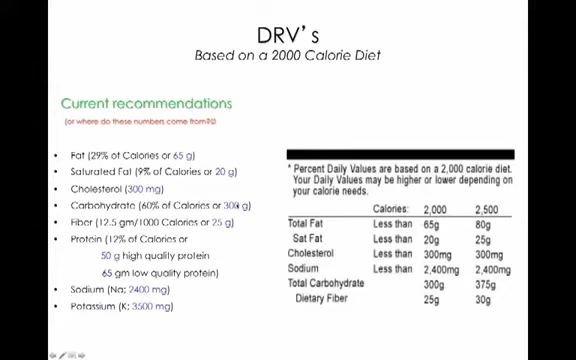 DRV's
Based on a 2000 Calorie Diet
Current recommendations
(or where do these numbers come from?!)
• Fat (29% of Calories or 65 g)
• Saturated Fat (9% of Calories or 20 g)
• Cholesterol (300 mg)
• Carbohydrate (60% of Calories or 300 g)
• Fiber (12.5 gm/1000 Calories or 25 g)
• Protein (12% of Calories or
50 g high quality protein
65 gm low quality protein)
• Sodium (Na; 2400 mg)
• Potassium (K; 3500 mg)
* Percent Daily Values are based on a 2,000 calorie diet.
Your Daily Values may be higher or lower depending on
your calorie needs.
Calories: 2,000 2,500
Total Fat Less than 65g 80g
Sat Fat Less than 20g 25g
Cholesterol Less than 300mg 300mg
Sodium Less than 2,400mg 2,400mg
Total Carbohydrate 300g 375g
Dietary Fiber 25g 30g